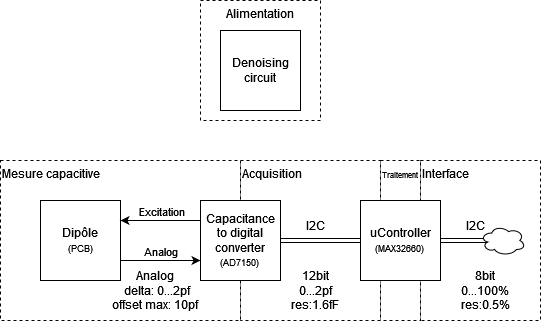 Alimentation
Denoising
circuit
Mesure capacitive
Acquisition
Traitement
Interface
Dipôle
(PCB)
Excitation
Analog
Capacitance
to digital
converter
(AD7150)
I2C
uController
(MAX32660)
I2C
Analog
delta: 0...2pf
offset max: 10pf
12bit
0...2pf
res:1.6fF
8bit
0...100%
res:0.5%